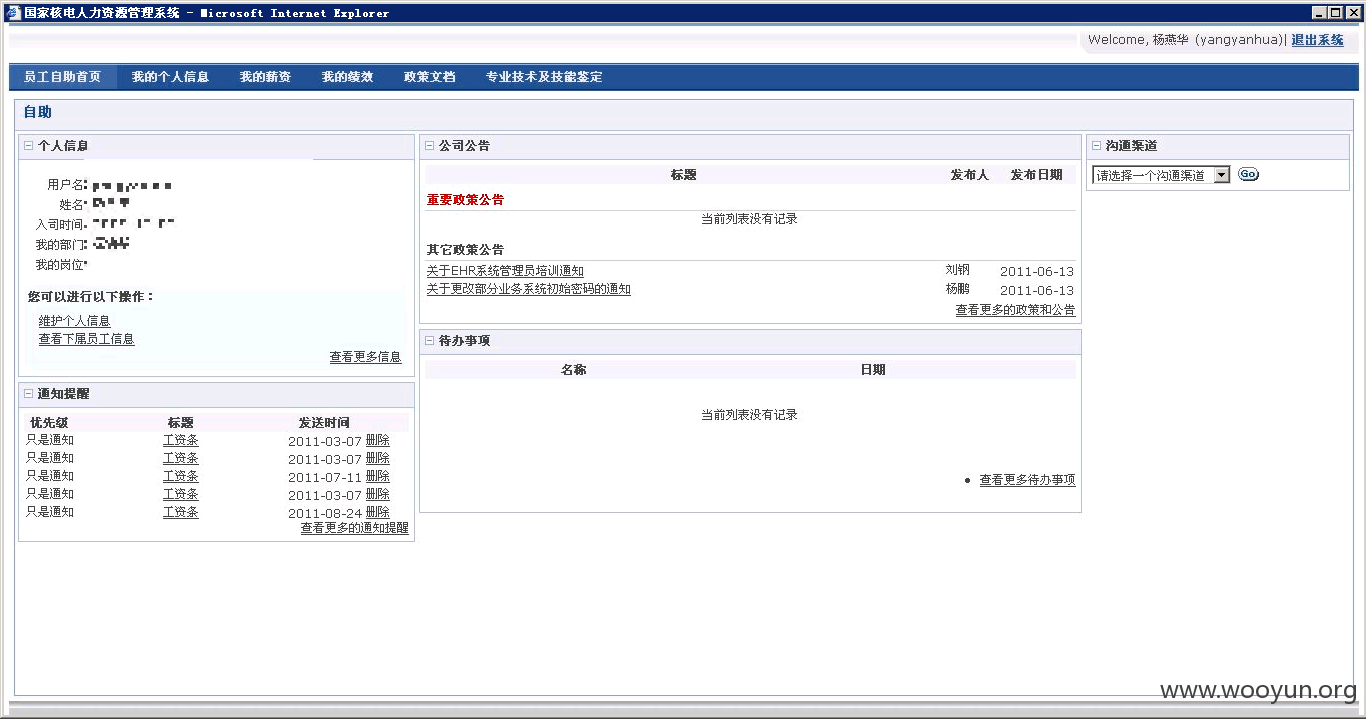 国家核电人力资源管理系统 - Microsoft Internet Explorer
Welcome, 杨燕华 (yangyanhua)| 退出系统
员工自助首页 我的个人信息 我的薪资 我的绩效 政策文档 专业技术及技能鉴定
自助
个人信息
用户名:
姓名:
入司时间:
我的部门:
我的岗位:
您可以进行以下操作：
维护个人信息
查看下属员工信息
查看更多信息
通知提醒
优先级 标题 发送时间
只是通知 工资条 2011-03-07 删除
只是通知 工资条 2011-03-07 删除
只是通知 工资条 2011-07-11 删除
只是通知 工资条 2011-03-07 删除
只是通知 工资条 2011-08-24 删除
查看更多的通知提醒
公司公告
标题 发布人 发布日期
重要政策公告
当前列表没有记录
其它政策公告
关于EHR系统管理员培训通知 刘钢 2011-06-13
关于更改部分业务系统初始密码的通知 杨鹏 2011-06-13
查看更多的政策和公告
待办事项
名称 日期
当前列表没有记录
• 查看更多待办事项
沟通渠道
请选择一个沟通渠道 Go
www.wooyun.org